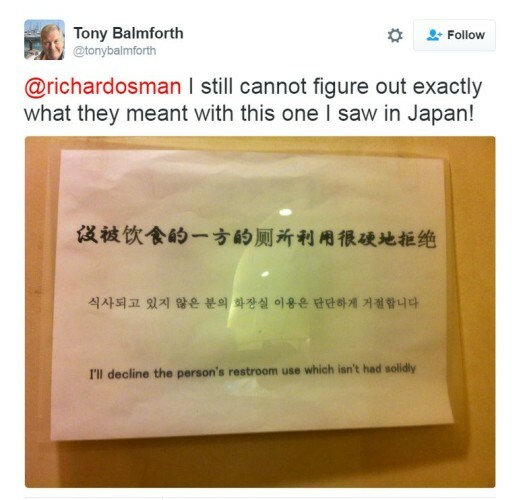 Tony Balmforth
@tonybalmforth
Follow
@richardosman I still cannot figure out exactly
what they meant with this one I saw in Japan!
没被饮食的一方的厕所利用很硬地拒绝
식사되고 있지 않은 분의 화장실 이용은 단단하게 거절합니다
I'll decline the person's restroom use which isn't had solidly